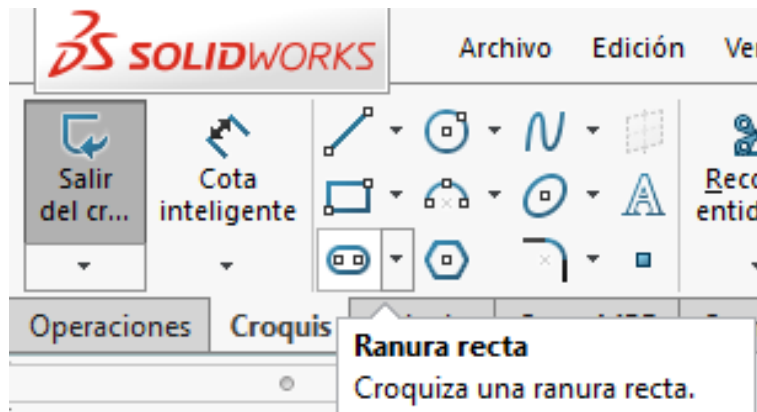 SOLIDWORKS
Archivo Edición
Salir del cr...
Cota inteligente
Operaciones Croquis
Ranura recta
Croquiza una ranura recta.